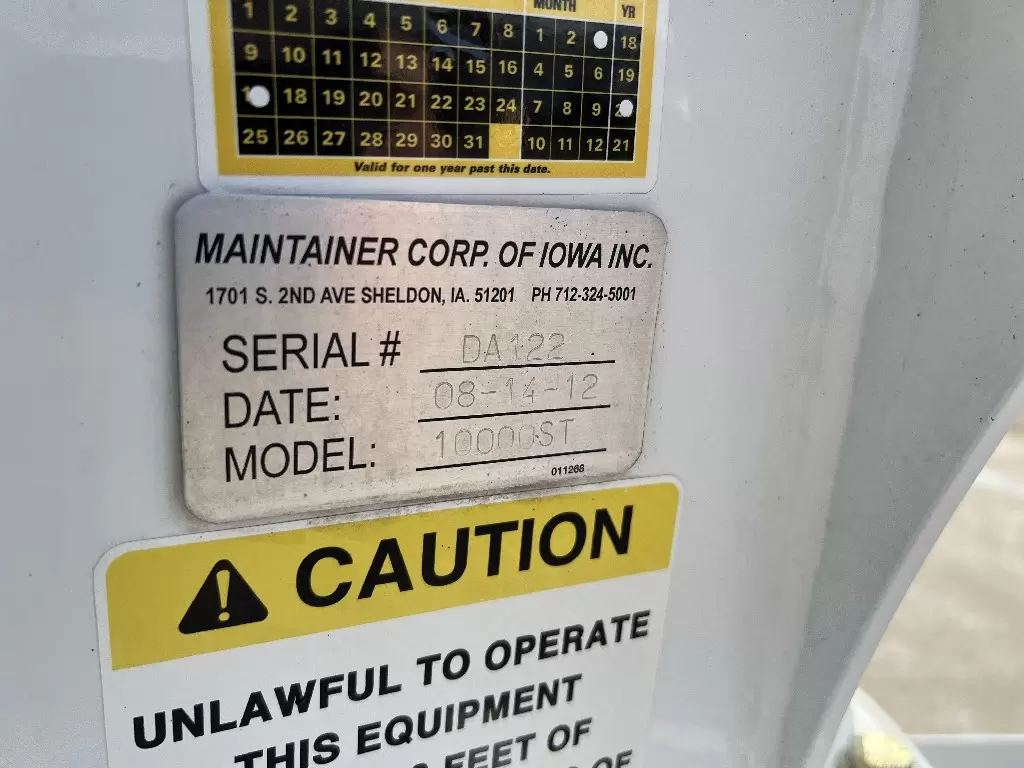 MONTH YR
1 2 3 4 5 6 7 8 1 2 18
9 10 11 12 13 14 15 16 4 5 6 19
18 19 20 21 22 23 24 7 8 9
25 26 27 28 29 30 31 10 11 12 21
Valid for one year past this date.
MAINTAINER CORP. OF IOWA INC.
1701 S. 2ND AVE SHELDON, IA. 51201 PH 712-324-5001
SERIAL # DA122
DATE: 08-14-12
MODEL: 10000ST
011268
CAUTION
UNLAWFUL TO OPERATE
THIS EQUIPMENT
FEET OF
OF